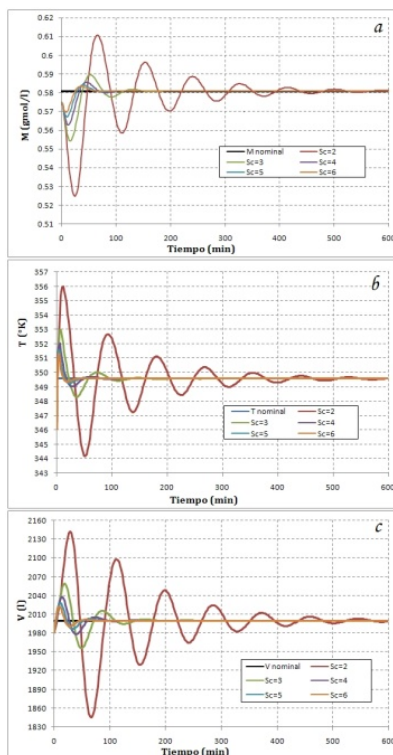 a
0.62
0.61
0.60
0.59
0.58
0.57
0.56
0.55
0.54
0.53
0.52
0.51
M (gmol/l)
M nominal
Sc=2
Sc=3
Sc=4
Sc=5
Sc=6
0 100 200 300 400 500 600
Tiempo (min)
b
357
356
355
354
353
352
351
350
349
348
347
346
345
344
343
T (°K)
T nominal
Sc=2
Sc=3
Sc=4
Sc=5
Sc=6
0 100 200 300 400 500 600
Tiempo (min)
c
2160
2130
2100
2070
2040
2010
1980
1950
1920
1890
1860
1830
V (l)
V nominal
Sc=2
Sc=3
Sc=4
Sc=5
Sc=6
0 100 200 300 400 500 600
Tiempo (min)